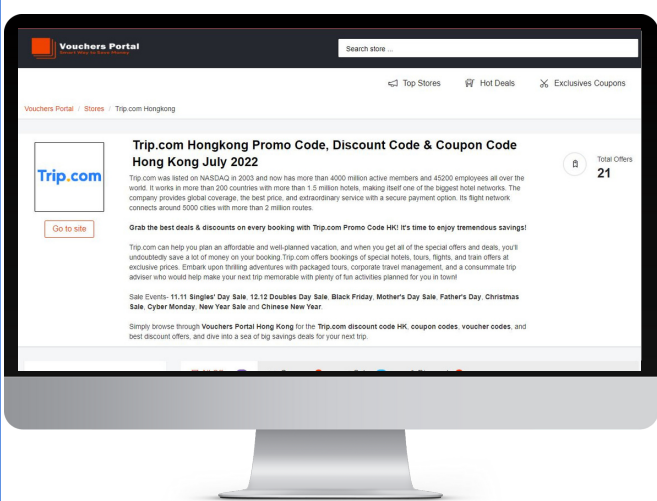 Vouchers Portal
Smart Way to Save Money
Search store ...
Top Stores
Hot Deals
Exclusives Coupons
Vouchers Portal / Stores / Trip.com Hongkong
Trip.com
Go to site
Trip.com Hongkong Promo Code, Discount Code & Coupon Code
Hong Kong July 2022
Total Offers
21
Trip.com was listed on NASDAQ in 2003 and now has more than 4000 million active members and 45200 employees all over the
world. It works in more than 200 countries with more than 1.5 million hotels, making itself one of the biggest hotel networks. The
company provides global coverage, the best price, and extraordinary service with a secure payment option. Its flight network
connects around 5000 cities with more than 2 million routes.
Grab the best deals & discounts on every booking with Trip.com Promo Code HK! It's time to enjoy tremendous savings!
Trip.com can help you plan an affordable and well-planned vacation, and when you get all of the special offers and deals, you'll
undoubtedly save a lot of money on your booking.Trip.com offers bookings of special hotels, tours, flights, and train offers at
exclusive prices. Embark upon thrilling adventures with packaged tours, corporate travel management, and a consummate trip
adviser who would help make your next trip memorable with plenty of fun activities planned for you in town!
Sale Events- 11.11 Singles' Day Sale, 12.12 Doubles Day Sale, Black Friday, Mother's Day Sale, Father's Day, Christmas
Sale, Cyber Monday, New Year Sale and Chinese New Year.
Simply browse through Vouchers Portal Hong Kong for the Trip.com discount code HK, coupon codes, voucher codes, and
best discount offers, and dive into a sea of big savings deals for your next trip.